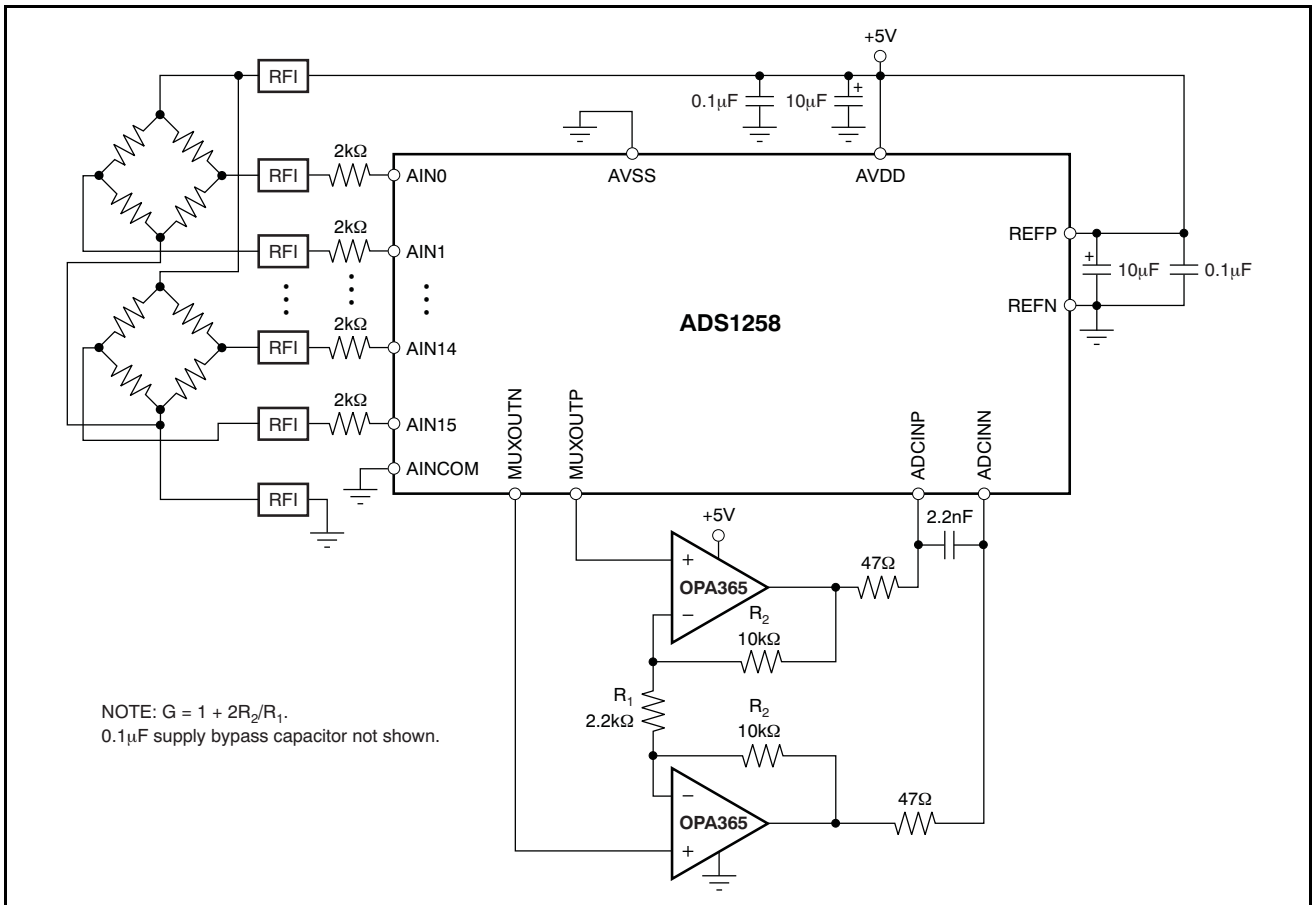 +5V
RFI
0.1μF
10μF
+
2kΩ
RFI
AIN0
AVSS
AVDD
2kΩ
RFI
AIN1
REFP
+
10μF
0.1μF
REFN
ADS1258
2kΩ
RFI
AIN14
2kΩ
RFI
AIN15
MUXOUTN
MUXOUTP
ADCINP
ADCINN
AINCOM
RFI
+5V
2.2nF
+
OPA365
−
47Ω
R2
10kΩ
R1
2.2kΩ
R2
10kΩ
NOTE: G = 1 + 2R2/R1.
0.1μF supply bypass capacitor not shown.
−
OPA365
+
47Ω